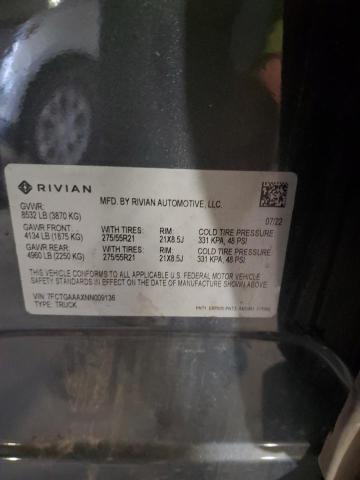 RIVIAN
MFD. BY RIVIAN AUTOMOTIVE, LLC.
GVWR:
8532 LB (3870 KG)
07/22
GAWR FRONT WITH TIRES: RIM: COLD TIRE PRESSURE
4134 LB (1875 KG) 275/55R21 21X8.5J 331 KPA, 48 PSI
GAWR REAR WITH TIRES: RIM: COLD TIRE PRESSURE
4960 LB (2250 KG) 275/55R21 21X8.5J 331 KPA, 48 PSI
THIS VEHICLE CONFORMS TO ALL APPLICABLE U.S. FEDERAL MOTOR VEHICLE
SAFETY STANDARDS IN EFFECT ON THE DATE OF MANUFACTURE SHOWN ABOVE
VIN: 7FCTGAAAXNN009136
TYPE: TRUCK